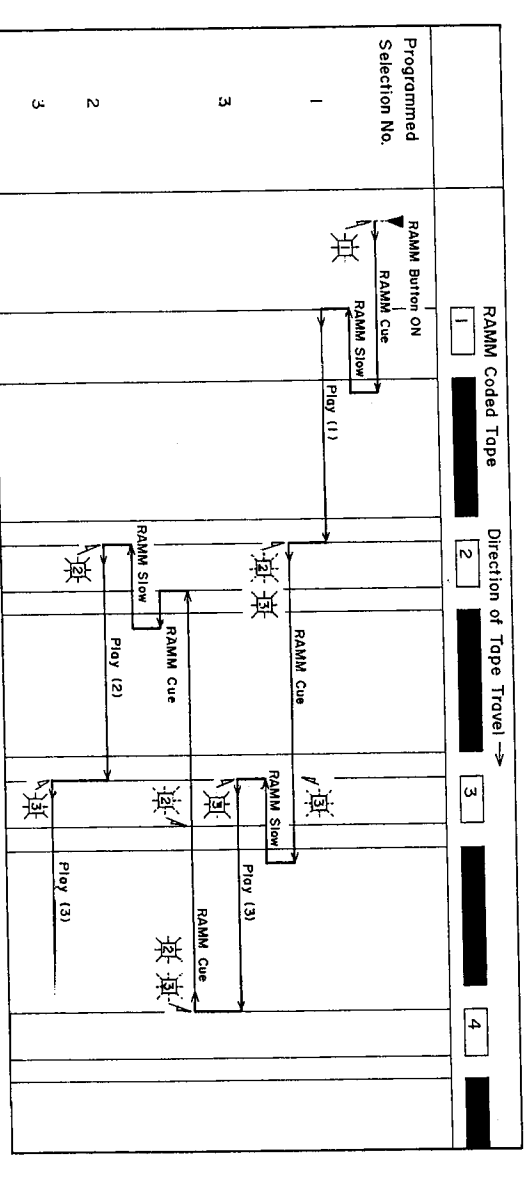 RAMM Coded Tape
Direction of Tape Travel →
1
2
3
4
Programmed
Selection No.
RAMM Button ON
RAMM Cue
1
RAMM Slow
1
Play (1)
2
3
RAMM Cue
3
RAMM Slow
3
3
Play (3)
2
3
RAMM Cue
2
RAMM Cue
2
RAMM Slow
2
Play (2)
3
3
Play (3)